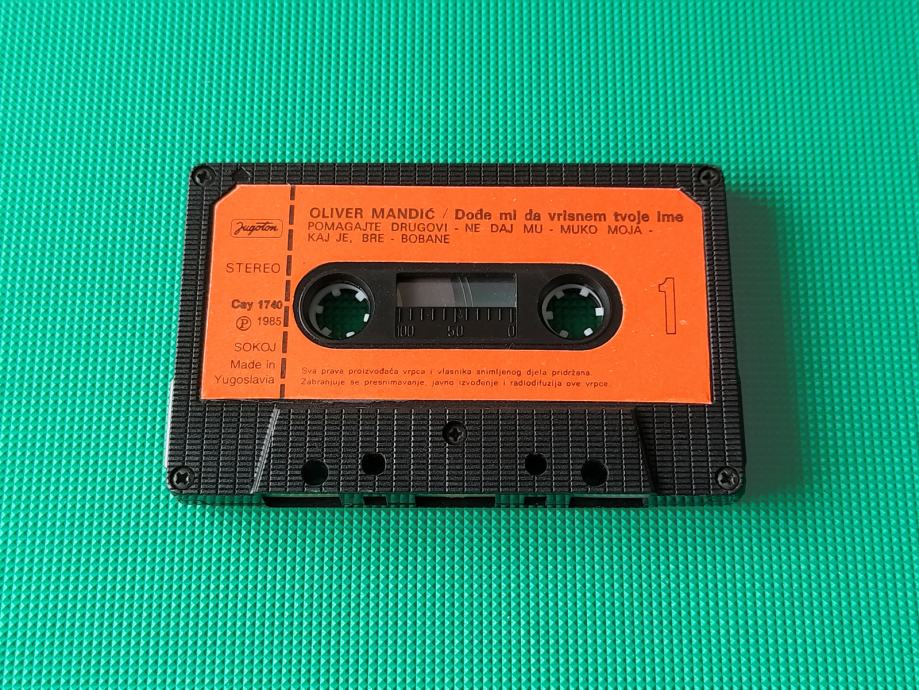 OLIVER MANDIĆ / Dođe mi da vrisnem tvoje ime
POMAGAJTE DRUGOVI - NE DAJ MU - MUKO MOJA -
KAJ JE, BRE - BOBANE
Jugoton
STEREO
Cay 1740
Ⓟ 1985
SOKOJ
Made in
Yugoslavia
1
100 50 0
Sva prava proizvođača vrpce i vlasnika snimljenog djela pridržana.
Zabranjuje se presnimavanje, javno izvođenje i radiodifuzija ove vrpce.